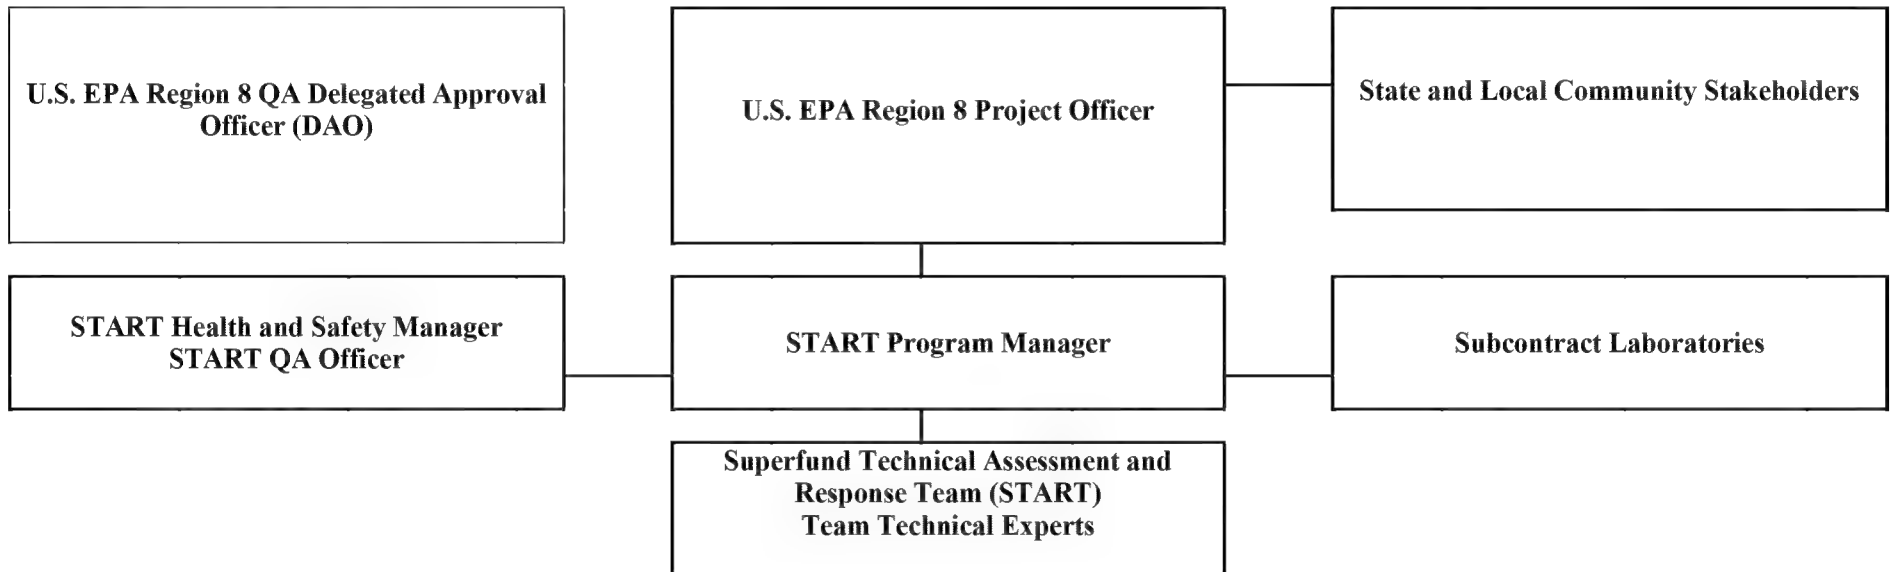 U.S. EPA Region 8 QA Delegated Approval
Officer (DAO)
U.S. EPA Region 8 Project Officer
State and Local Community Stakeholders
START Health and Safety Manager
START QA Officer
START Program Manager
Subcontract Laboratories
Superfund Technical Assessment and
Response Team (START)
Team Technical Experts